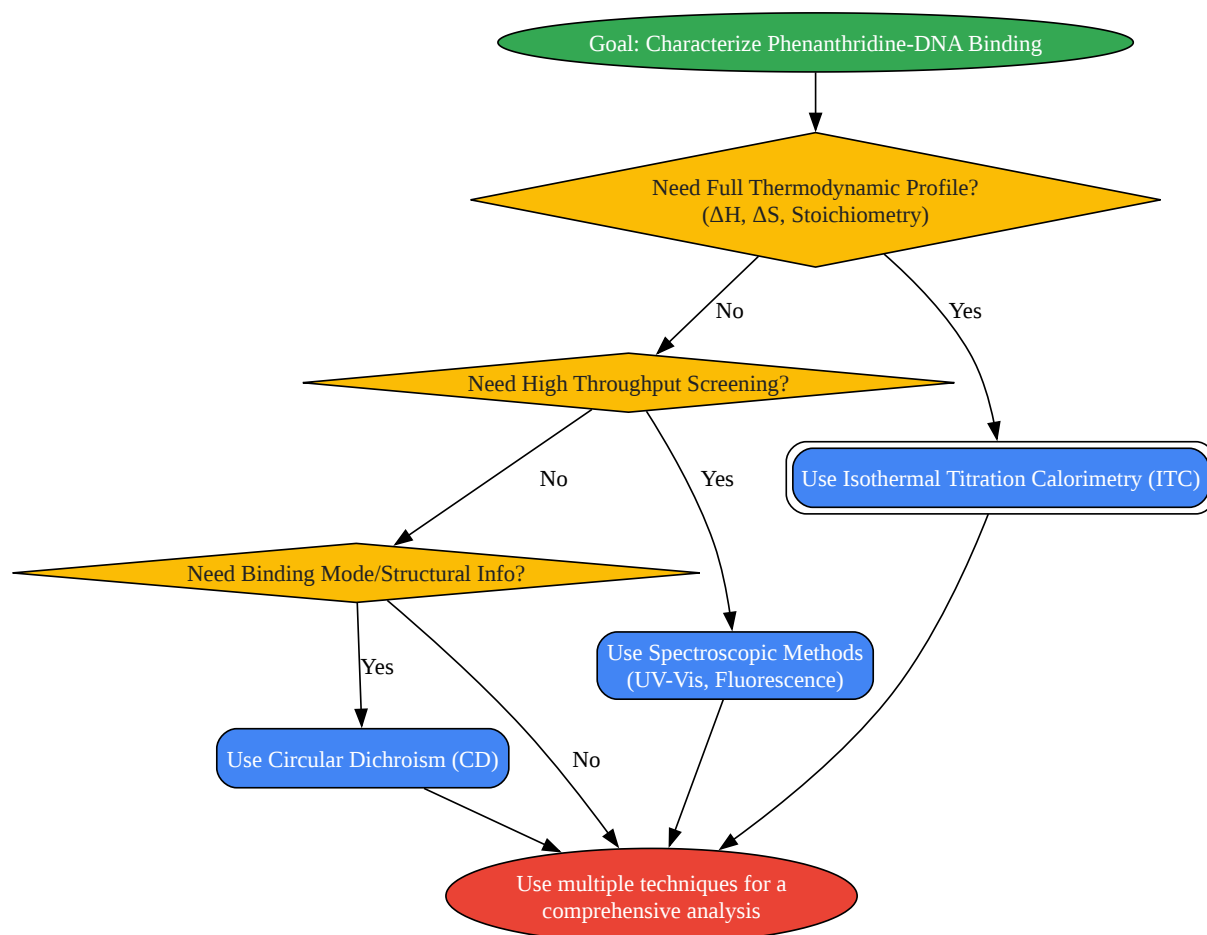 Goal: Characterize Phenanthridine-DNA Binding
Need Full Thermodynamic Profile?
(ΔH, ΔS, Stoichiometry)
No
Yes
Need High Throughput Screening?
No
Yes
Use Isothermal Titration Calorimetry (ITC)
Need Binding Mode/Structural Info?
Yes
Use Spectroscopic Methods
(UV-Vis, Fluorescence)
Use Circular Dichroism (CD)
No
Use multiple techniques for a
comprehensive analysis